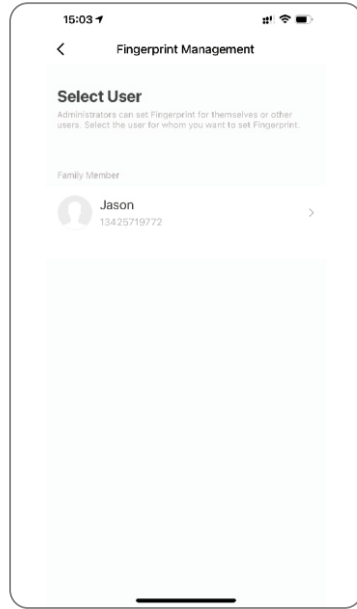 15:03
Fingerprint Management
Select User
Administrators can set Fingerprint for themselves or other
users. Select the user for whom you want to set Fingerprint.
Family Member
Jason
13425719772